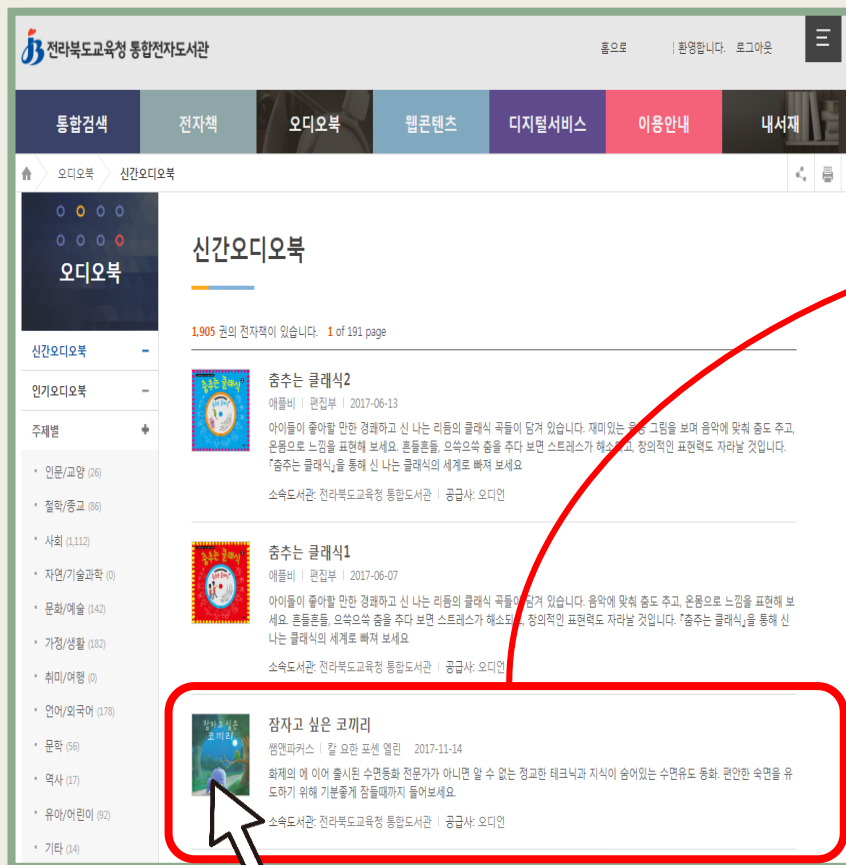 전라북도교육청 통합전자도서관
홈으로 | 환영합니다. 로그아웃
통합검색 전자책 오디오북 웹콘텐츠 디지털서비스 이용안내 내서재
오디오북 신간오디오북
오디오북
신간오디오북
인기오디오북
주제별
· 인문/교양 (26)
· 철학/종교 (86)
· 사회 (1,112)
· 자연/기술과학 (0)
· 문화/예술 (142)
· 가정/생활 (182)
· 취미/여행 (0)
· 언어/외국어 (178)
· 문학 (56)
· 역사 (17)
· 유아/어린이 (92)
· 기타 (14)
신간오디오북
1,905 권의 전자책이 있습니다. 1 of 191 page
춤추는 클래식2
애플비 | 편집부 | 2017-06-13
아이들이 좋아할 만한 경쾌하고 신 나는 리듬의 클래식 곡들이 담겨 있습니다. 재미있는 그림을 보며 음악에 맞춰 춤도 추고,
온몸으로 느낌을 표현해 보세요. 흔들흔들, 으쓱으쓱 춤을 추다 보면 스트레스가 해소되고, 창의적인 표현력도 자라날 것입니다.
『춤추는 클래식』을 통해 신 나는 클래식의 세계로 빠져 보세요
소속도서관: 전라북도교육청 통합도서관 | 공급사: 오디언
춤추는 클래식1
애플비 | 편집부 | 2017-06-07
아이들이 좋아할 만한 경쾌하고 신 나는 리듬의 클래식 곡들이 담겨 있습니다. 음악에 맞춰 춤도 추고, 온몸으로 느낌을 표현해 보
세요. 흔들흔들, 으쓱으쓱 춤을 추다 보면 스트레스가 해소되고, 창의적인 표현력도 자라날 것입니다. 『춤추는 클래식』을 통해 신
나는 클래식의 세계로 빠져 보세요
소속도서관: 전라북도교육청 통합도서관 | 공급사: 오디언
잠자고 싶은
코끼리
잠자고 싶은 코끼리
쌤앤파커스 | 칼 요한 포셴 엘린 2017-11-14
화제의 에 이어 출시된 수면동화 전문가가 아니면 알 수 없는 정교한 테크닉과 지식이 숨어있는 수면유도 동화. 편안한 숙면을 유
도하기 위해 기분좋게 잠들때까지 들어보세요.
소속도서관: 전라북도교육청 통합도서관 | 공급사: 오디언